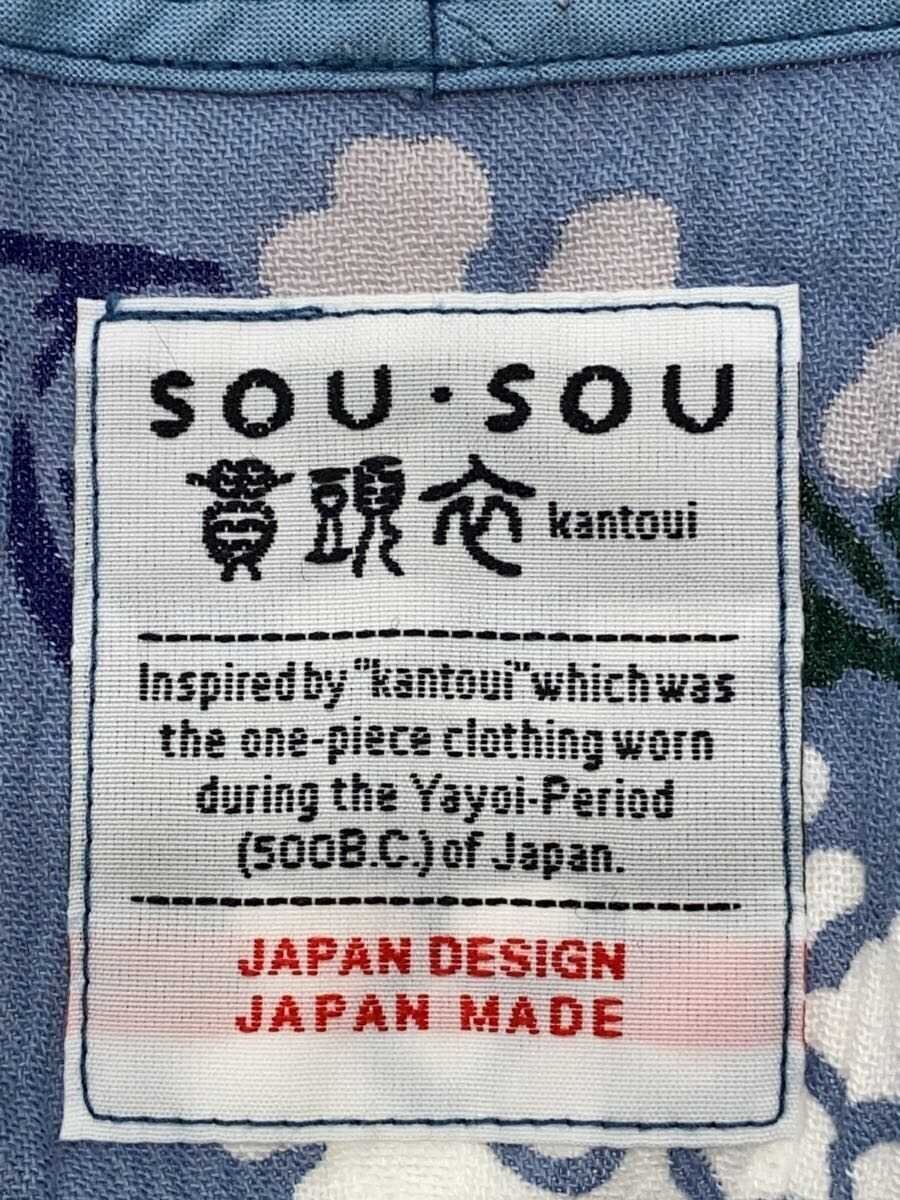 SOU・SOU
貫頭衣 kantoui
Inspired by "kantoui" which was
the one-piece clothing worn
during the Yayoi-Period
(500B.C.) of Japan.
JAPAN DESIGN
JAPAN MADE